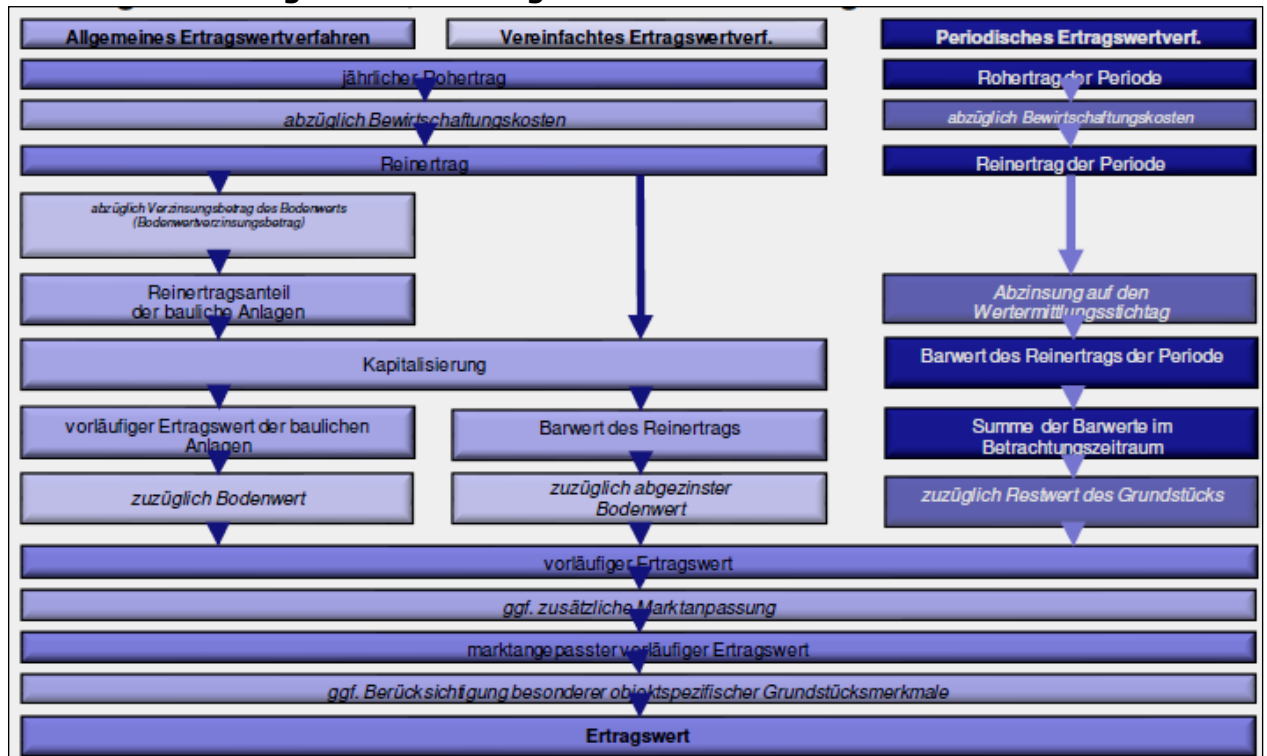 Allgemeines Ertragswertverfahren
Vereinfachtes Ertragswertverf.
Periodisches Ertragswertverf.
jährlicher Rohertrag
Rohertrag der Periode
abzüglich Bewirtschaftungskosten
abzüglich Bewirtschaftungskosten
Reinertrag
Reinertrag der Periode
abzüglich Verzinsungsbetrag des Bodenwerts
(Bodenwertverzinsungsbetrag)
Reinertragsanteil
der bauliche Anlagen
Abzinsung auf den
Wertermittlungsstichtag
Kapitalisierung
Barwert des Reinertrags der Periode
vorläufiger Ertragswert der baulichen
Anlagen
Barwert des Reinertrags
Summe der Barwerte im
Betrachtungszeitraum
zuzüglich Bodenwert
zuzüglich abgezinster
Bodenwert
zuzüglich Restwert des Grundstücks
vorläufiger Ertragswert
ggf. zusätzliche Marktanpassung
marktangepasster vorläufiger Ertragswert
ggf. Berücksichtigung besonderer objektspezifischer Grundstücksmerkmale
Ertragswert